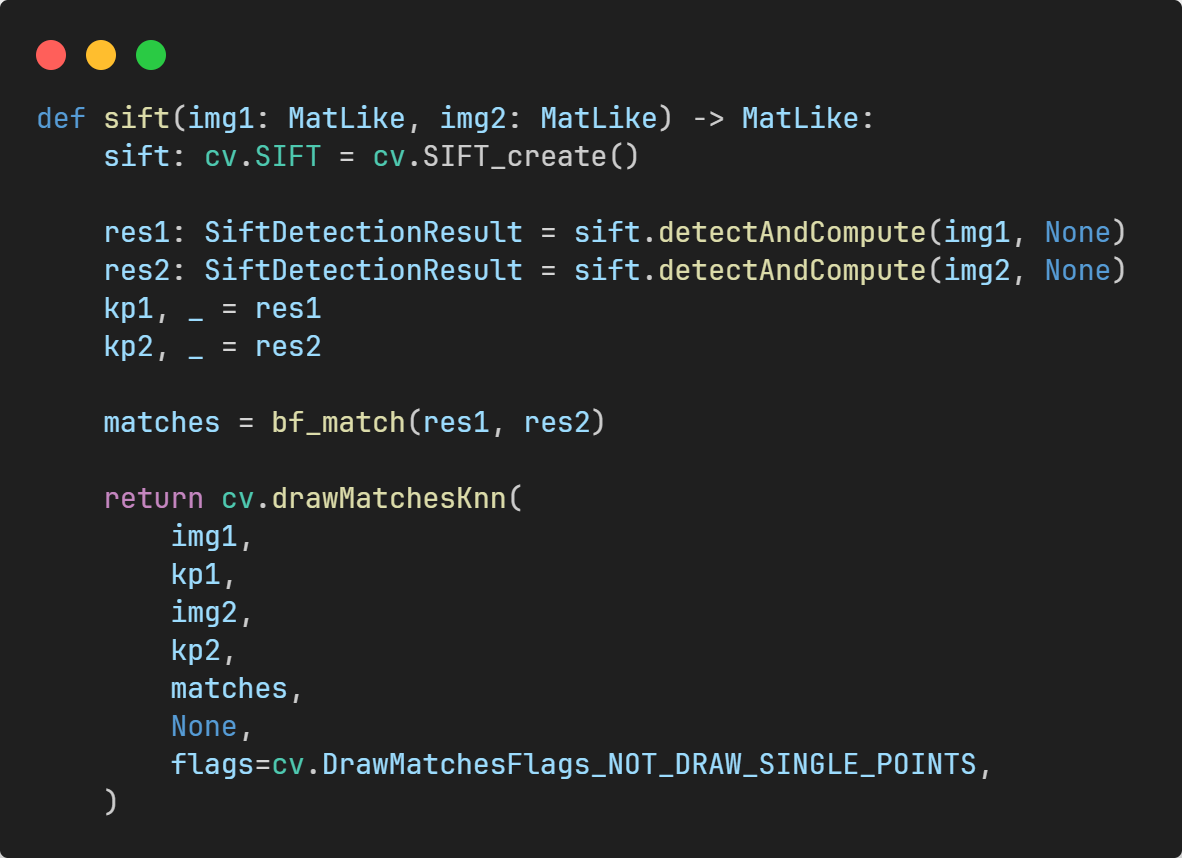 def sift(img1: MatLike, img2: MatLike) -> MatLike:
    sift: cv.SIFT = cv.SIFT_create()

    res1: SiftDetectionResult = sift.detectAndCompute(img1, None)
    res2: SiftDetectionResult = sift.detectAndCompute(img2, None)
    kp1, _ = res1
    kp2, _ = res2

    matches = bf_match(res1, res2)

    return cv.drawMatchesKnn(
        img1,
        kp1,
        img2,
        kp2,
        matches,
        None,
        flags=cv.DrawMatchesFlags_NOT_DRAW_SINGLE_POINTS,
    )